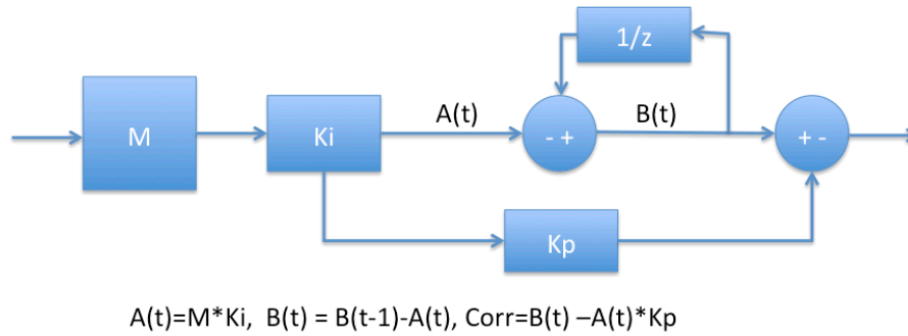 1/z
A(t)
B(t)
M
Ki
- +
+ -
Kp
A(t)=M*Ki, B(t) = B(t-1)-A(t), Corr=B(t) –A(t)*Kp